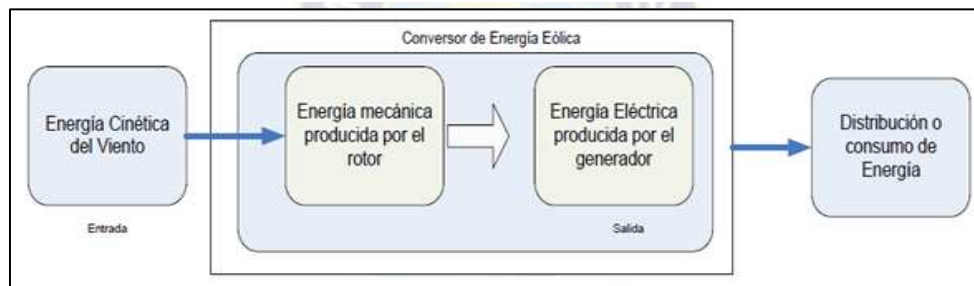 Conversor de Energía Eólica
Energía Cinética
del Viento
Entrada
Energía mecánica
producida por el
rotor
Energía Eléctrica
producida por el
generador
Salida
Distribución o
consumo de
Energía